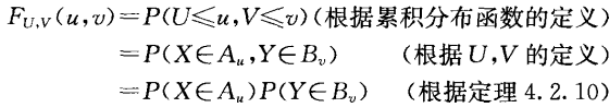 F_{U,V}(u,v)=P(U≤u,V≤v)(根据累积分布函数的定义)
=P(X∈A_u,Y∈B_v) (根据U,V的定义)
=P(X∈A_u)P(Y∈B_v) (根据定理4.2.10)